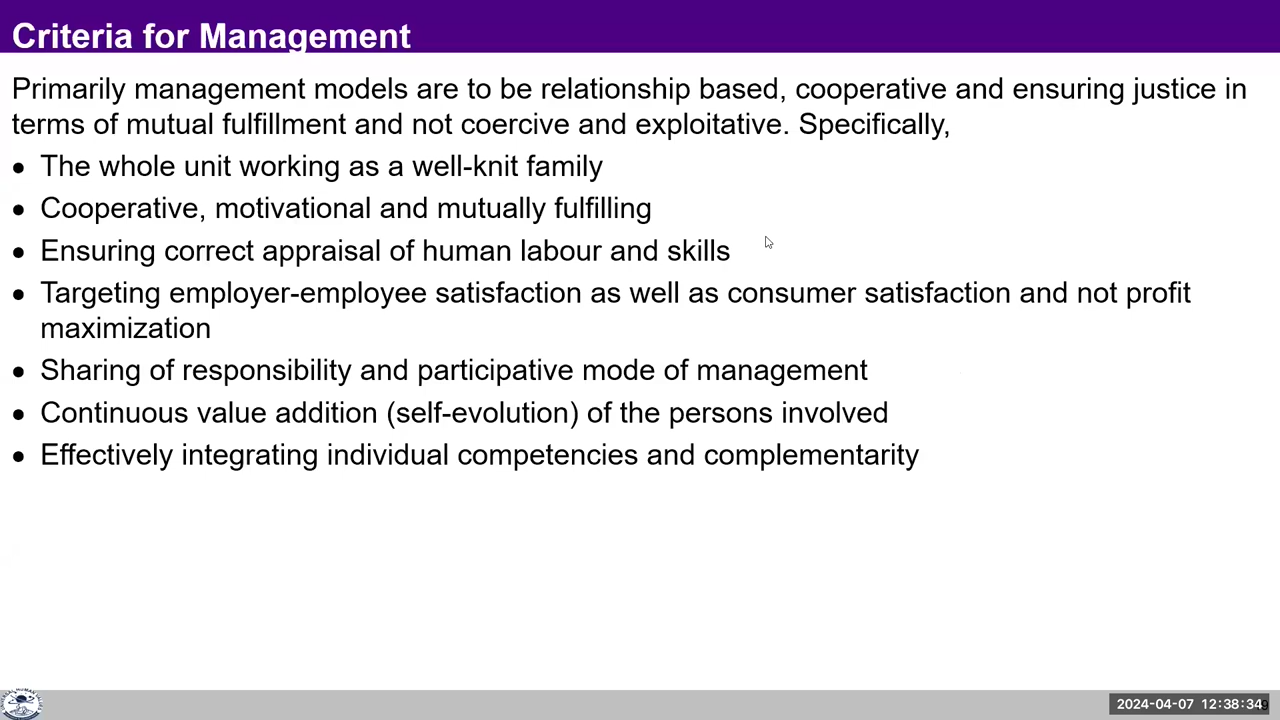 Criteria for Management
Primarily management models are to be relationship based, cooperative and ensuring justice in
terms of mutual fulfillment and not coercive and exploitative. Specifically,
• The whole unit working as a well-knit family
• Cooperative, motivational and mutually fulfilling
• Ensuring correct appraisal of human labour and skills
• Targeting employer-employee satisfaction as well as consumer satisfaction and not profit
maximization
• Sharing of responsibility and participative mode of management
• Continuous value addition (self-evolution) of the persons involved
• Effectively integrating individual competencies and complementarity
2024-04-07 12:38:34